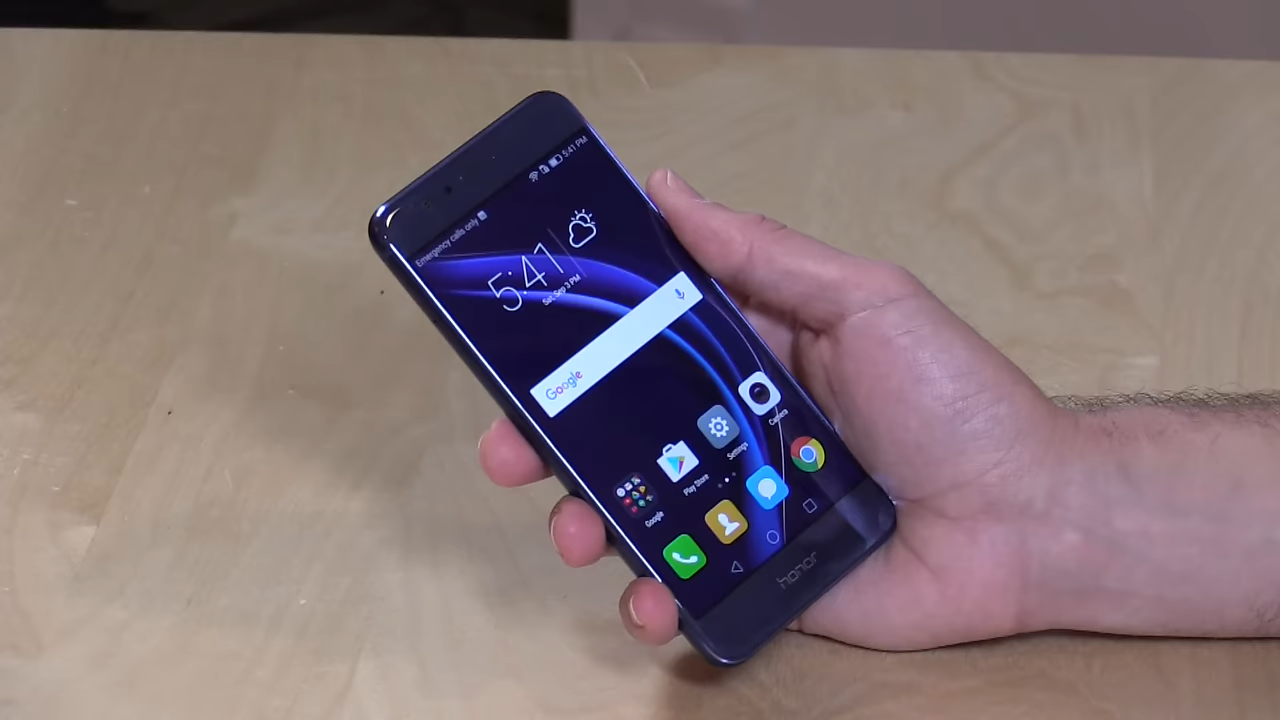 Emergency calls only
5:41 PM
5:41
Sat, Sep 3 PM
Google
Google
Play Store
Settings
Camera
honor